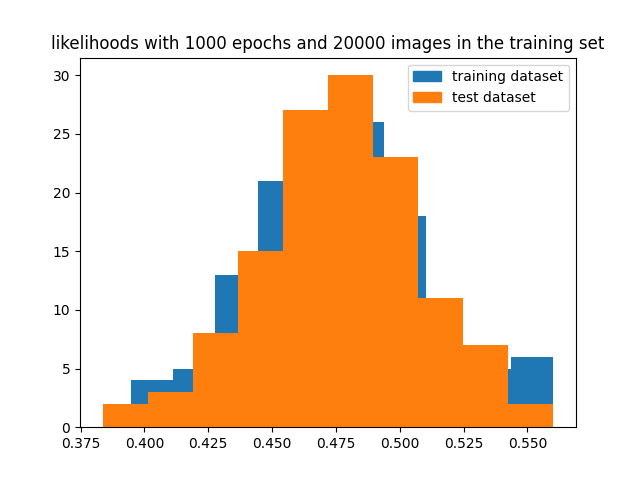 likelihoods with 1000 epochs and 20000 images in the training set
training dataset
test dataset
30
25
20
15
10
5
0
0.375 0.400 0.425 0.450 0.475 0.500 0.525 0.550